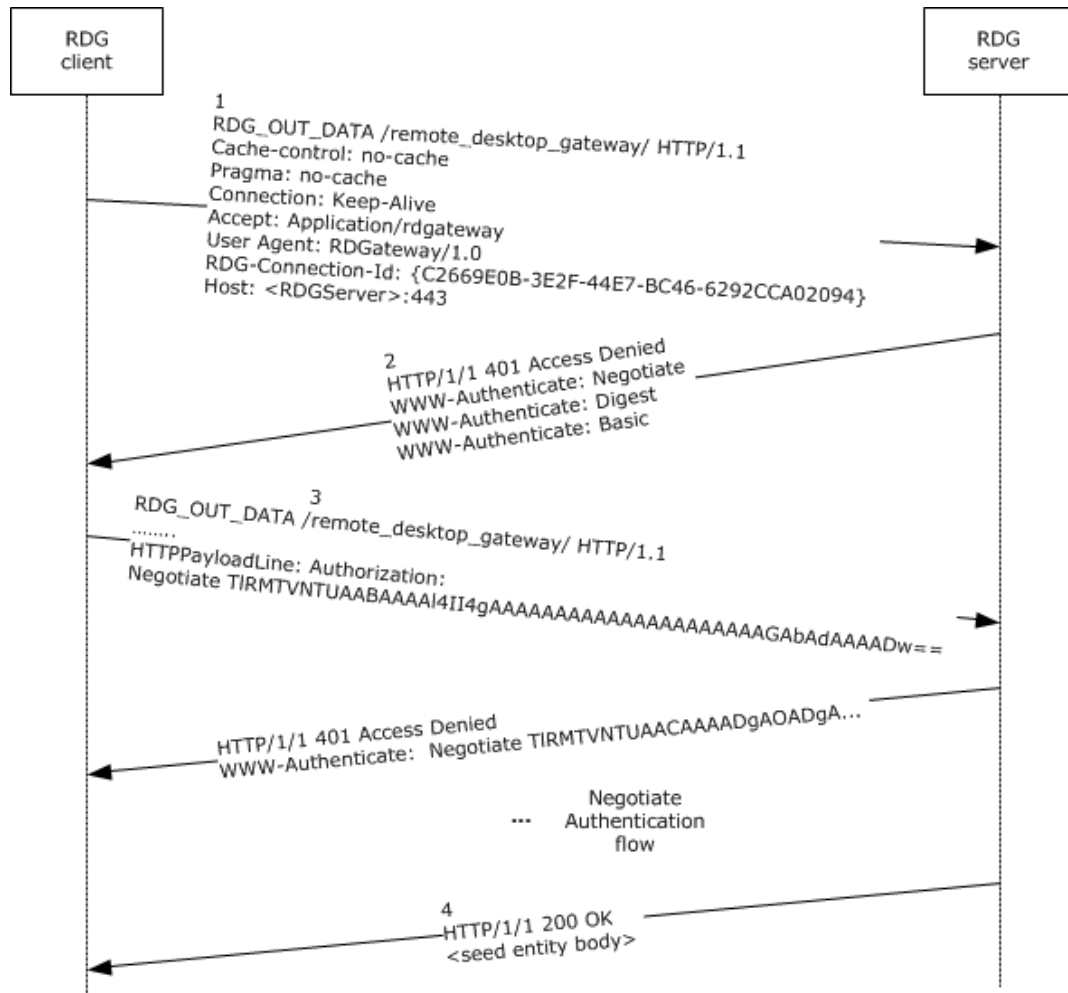 RDG
client
RDG
server
1
RDG_OUT_DATA /remote_desktop_gateway/ HTTP/1.1
Cache-control: no-cache
Pragma: no-cache
Connection: Keep-Alive
Accept: Application/rdgateway
User Agent: RDGateway/1.0
RDG-Connection-Id: {C2669E0B-3E2F-44E7-BC46-6292CCA02094}
Host: <RDGServer>:443
2
HTTP/1/1 401 Access Denied
WWW-Authenticate: Negotiate
WWW-Authenticate: Digest
WWW-Authenticate: Basic
3
RDG_OUT_DATA /remote_desktop_gateway/ HTTP/1.1
........
HTTPPayloadLine: Authorization:
Negotiate TlRMTVNTUAABAAAAl4II4gAAAAAAAAAAAAAAAAAAAAAGAbAdAAAADw==
HTTP/1/1 401 Access Denied
WWW-Authenticate: Negotiate TlRMTVNTUAACAAAADgAOADgA...
... Negotiate
Authentication
flow
4
HTTP/1/1 200 OK
<seed entity body>